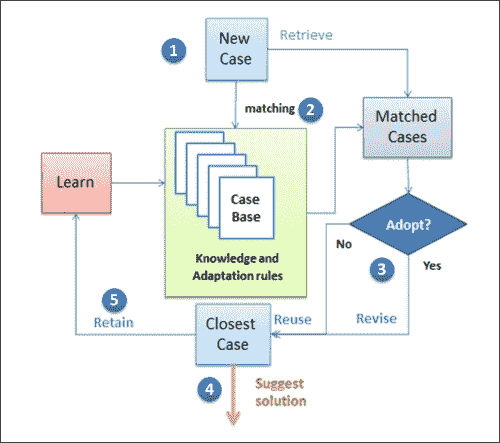 1
New
Case
Retrieve
matching
2
Matched
Cases
Learn
Case
Base
Knowledge and
Adaptation rules
Adopt?
No
3
Yes
5
Retain
Closest
Case
Reuse
Revise
4
Suggest
solution